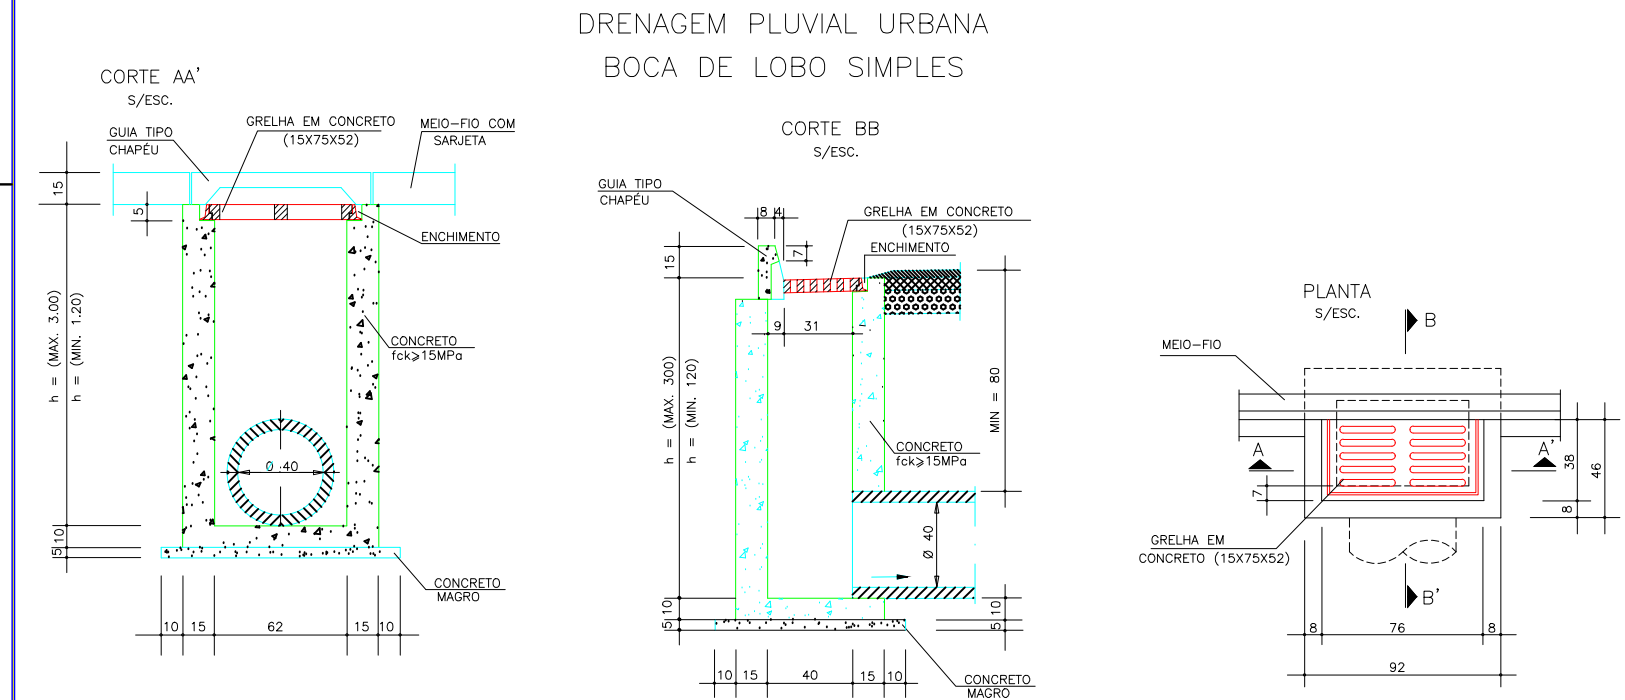 DRENAGEM PLUVIAL URBANA
BOCA DE LOBO SIMPLES
CORTE AA'
S/ESC.
GUIA TIPO
CHAPÉU
GRELHA EM CONCRETO
(15X75X52)
MEIO-FIO COM
SARJETA
15
5
ENCHIMENTO
h = (MAX. 3.00)
h = (MIN. 1.20)
CONCRETO
fck⩾15MPa
Ø 40
10
5
CONCRETO
MAGRO
10 15 62 15 10
CORTE BB
S/ESC.
GUIA TIPO
CHAPÉU
8 4
GRELHA EM CONCRETO
(15X75X52)
ENCHIMENTO
15
7
9 31
h = (MAX. 300)
h = (MIN. 120)
MIN = 80
CONCRETO
fck⩾15MPa
Ø 40
10
5
10
5
10 15 40 15 10
CONCRETO
MAGRO
PLANTA
S/ESC.
B
MEIO-FIO
A
A'
7
38
46
8
GRELHA EM
CONCRETO (15X75X52)
B'
8 76 8
92